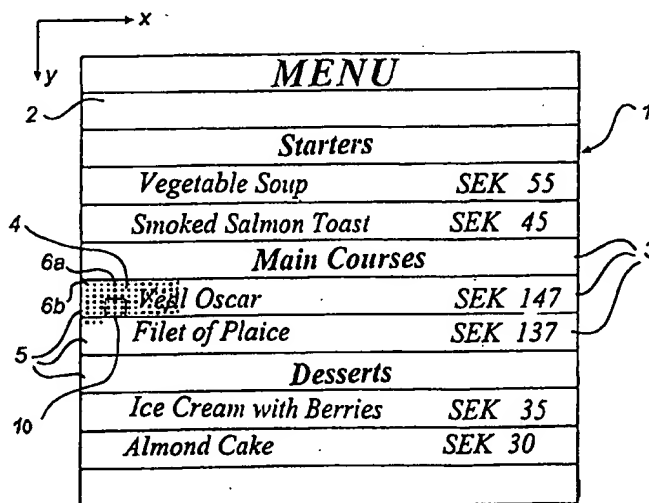 x
y
MENU
2
1
Starters
Vegetable Soup SEK 55
Smoked Salmon Toast SEK 45
4
Main Courses
3
6a
6b
Veal Oscar SEK 147
Filet of Plaice SEK 137
5
Desserts
10
Ice Cream with Berries SEK 35
Almond Cake SEK 30